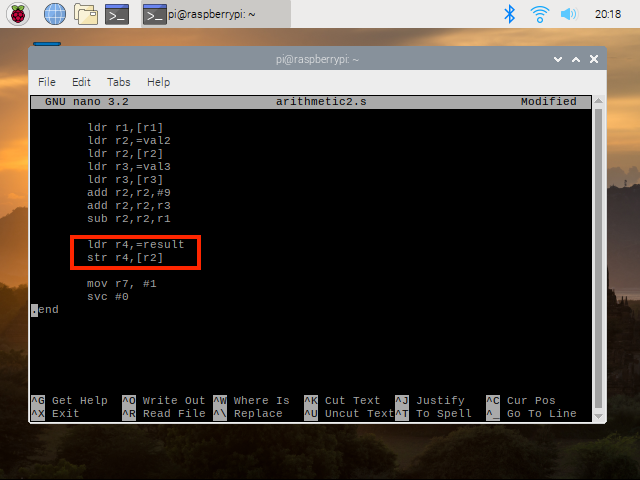 pi@raspberrypi: ~
20:18
pi@raspberrypi: ~
File Edit Tabs Help
GNU nano 3.2 arithmetic2.s Modified
ldr r1,[r1]
ldr r2,=val2
ldr r2,[r2]
ldr r3,=val3
ldr r3,[r3]
add r2,r2,#9
add r2,r2,r3
sub r2,r2,r1
ldr r4,=result
str r4,[r2]
mov r7, #1
svc #0
.end
^G Get Help ^O Write Out ^W Where Is ^K Cut Text ^J Justify ^C Cur Pos
^X Exit ^R Read File ^\ Replace ^U Uncut Text ^T To Spell ^_ Go To Line